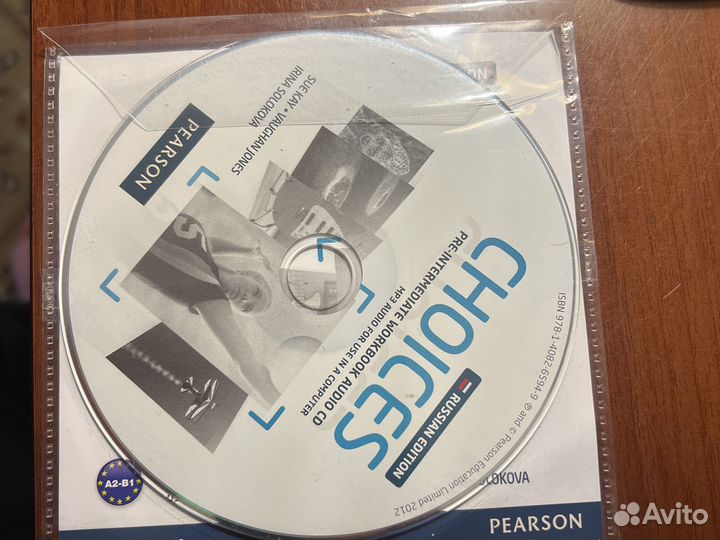 SUE KAY • VAUGHAN JONES
IRINA SOLOKOVA
PEARSON
CHOICES
PRE-INTERMEDIATE WORKBOOK AUDIO CD
MP3 AUDIO FOR USE IN A COMPUTER
RUSSIAN EDITION
ISBN 978-1-4082-6594-9 ℗ and © Pearson Education Limited 2012
A2-B1
OLOKOVA
PEARSON
Avito